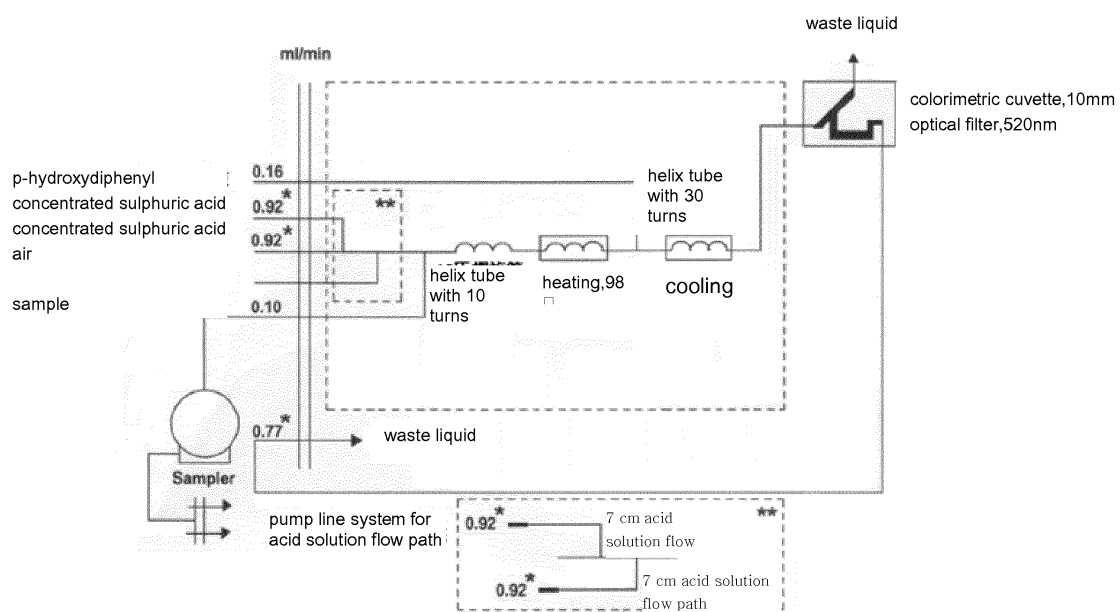 waste liquid
ml/min
colorimetric cuvette,10mm
optical filter,520nm
p-hydroxydiphenyl
0.16
concentrated sulphuric acid
0.92*
**
concentrated sulphuric acid
0.92*
air
sample
0.10
helix tube
with 30
turns
helix tube
with 10
turns
heating,98
cooling
0.77*
waste liquid
Sampler
pump line system for
acid solution flow path
0.92*
7 cm acid
solution flow
**
0.92*
7 cm acid solution
flow path